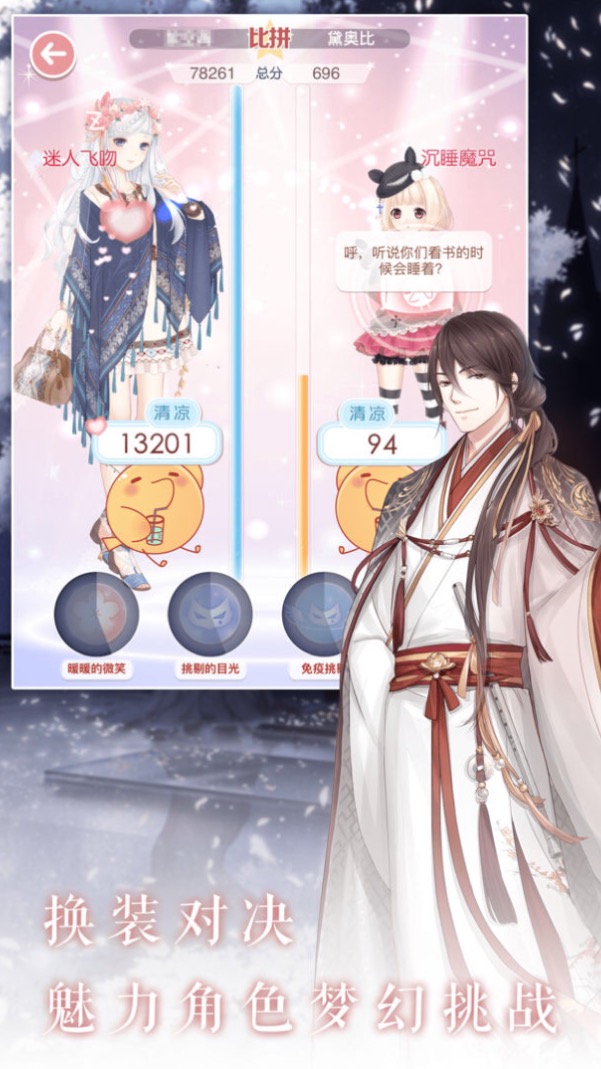 比拼
黛奥比
78261 总分 696
迷人飞吻
沉睡魔咒
呼，听说你们看书的时
候会睡着？
清凉
13201
清凉
94
暖暖的微笑
挑剔的目光
免疫挑
换装对决
魅力角色梦幻挑战